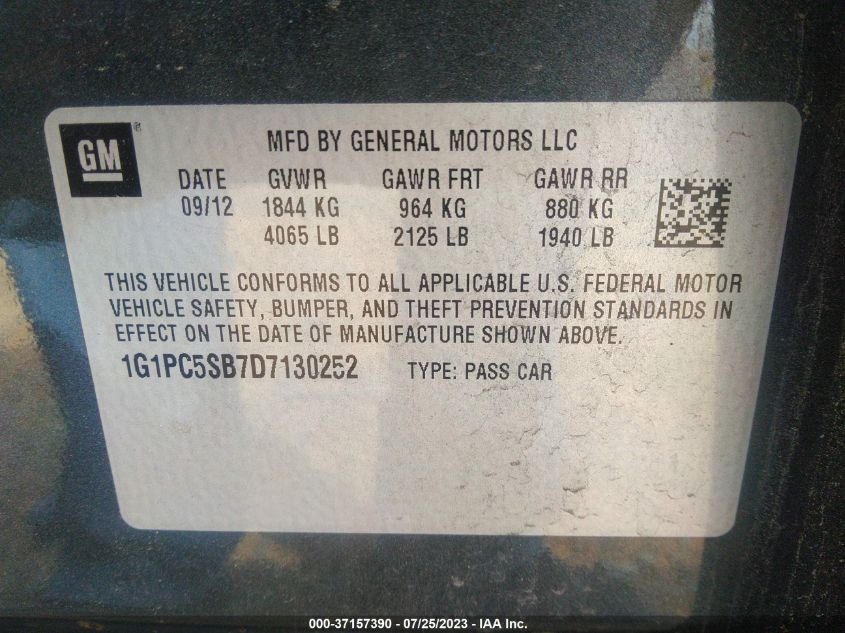 GM
MFD BY GENERAL MOTORS LLC
DATE GVWR GAWR FRT GAWR RR
09/12 1844 KG 964 KG 880 KG
4065 LB 2125 LB 1940 LB
THIS VEHICLE CONFORMS TO ALL APPLICABLE U.S. FEDERAL MOTOR
VEHICLE SAFETY, BUMPER, AND THEFT PREVENTION STANDARDS IN
EFFECT ON THE DATE OF MANUFACTURE SHOWN ABOVE.
1G1PC5SB7D7130252 TYPE: PASS CAR
000-37157390 - 07/25/2023 - IAA Inc.